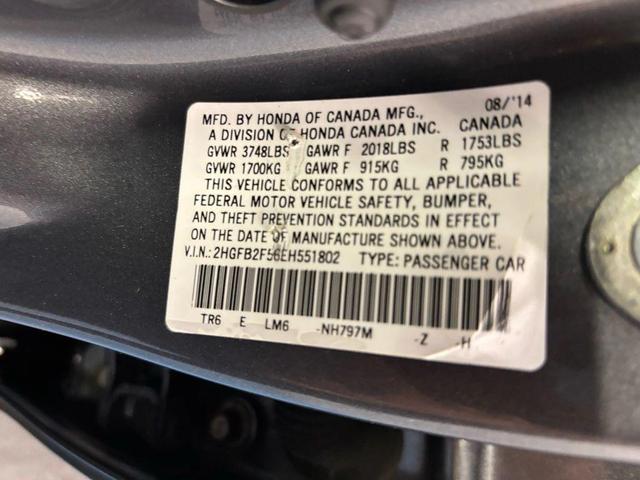 MFD. BY HONDA OF CANADA MFG., 08/'14
A DIVISION OF HONDA CANADA INC. CANADA
GVWR 3748LBS GAWR F 2018LBS R 1753LBS
GVWR 1700KG GAWR F 915KG R 795KG
THIS VEHICLE CONFORMS TO ALL APPLICABLE
FEDERAL MOTOR VEHICLE SAFETY, BUMPER,
AND THEFT PREVENTION STANDARDS IN EFFECT
ON THE DATE OF MANUFACTURE SHOWN ABOVE.
V.I.N.: 2HGFB2F56EH551802 TYPE: PASSENGER CAR
TR6 E LM6 -NH797M -Z -H